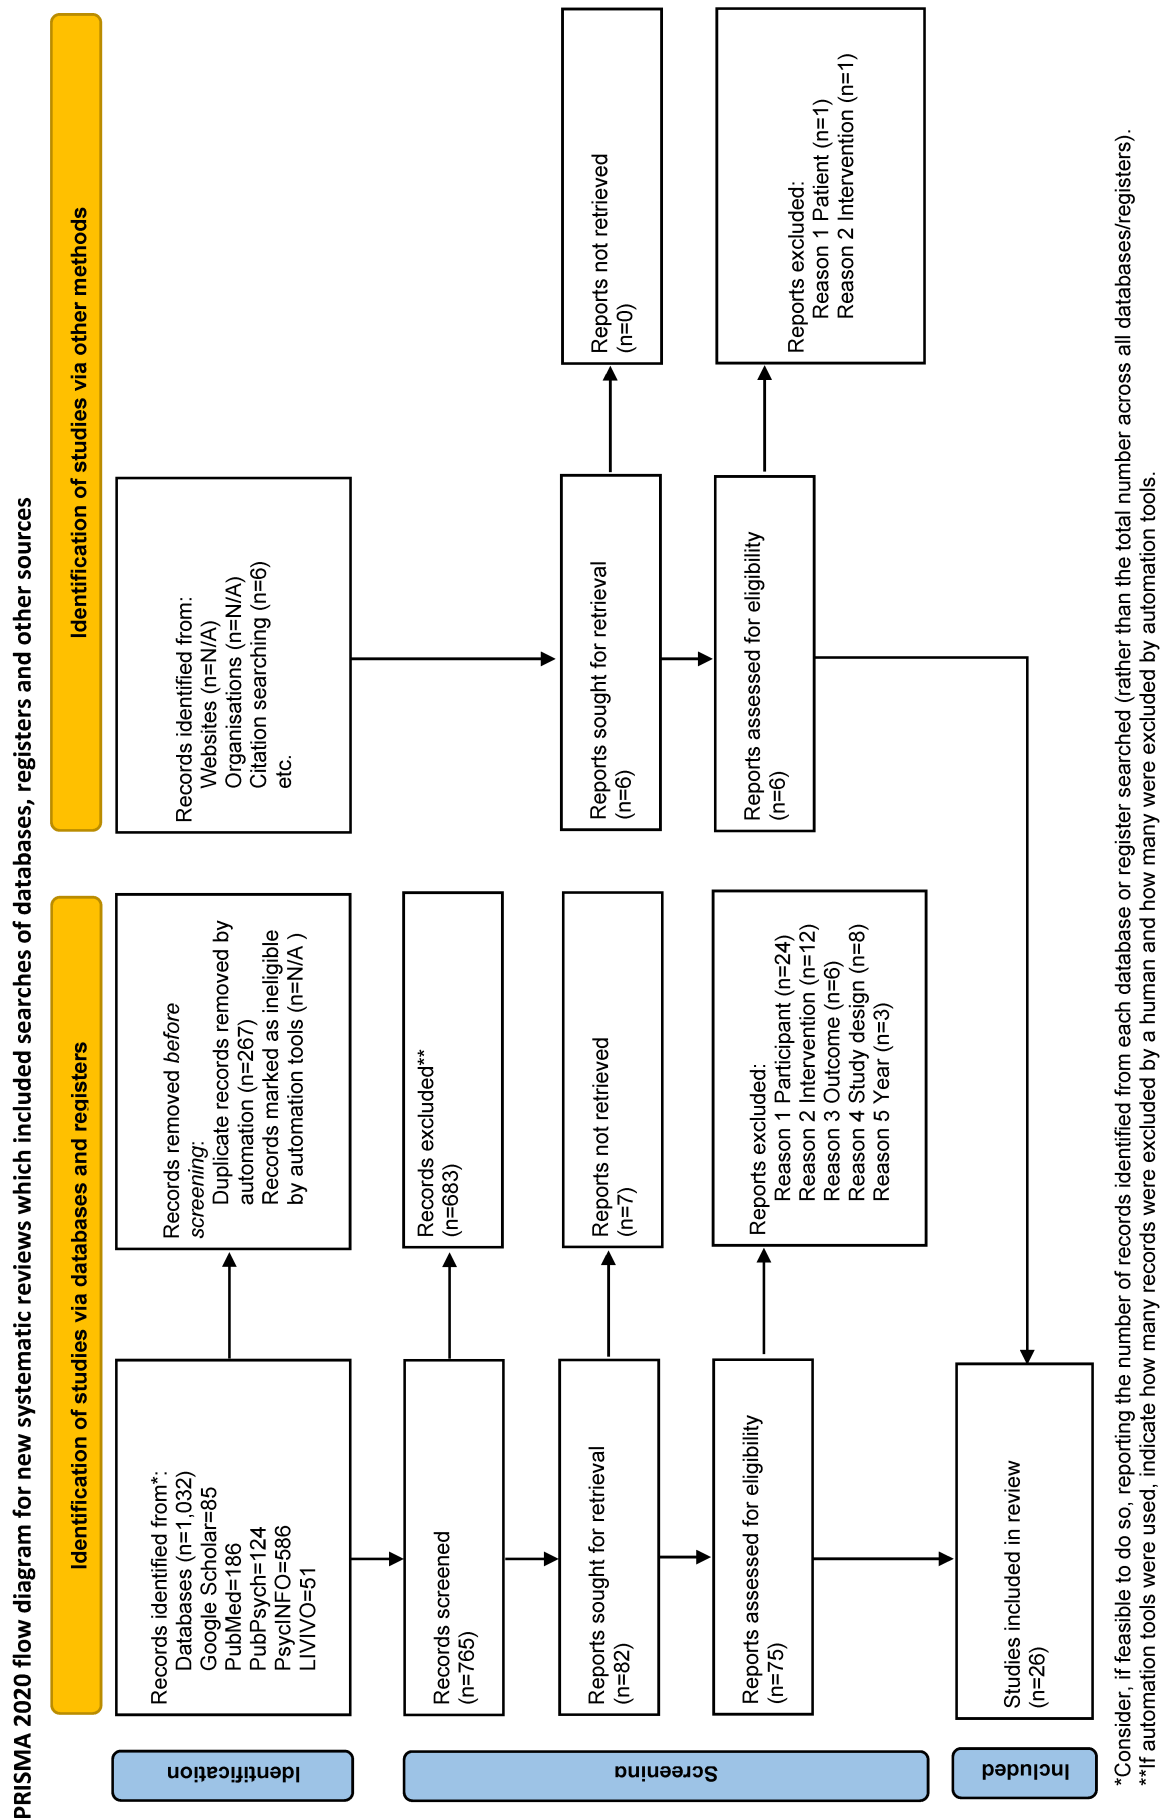 PRISMA 2020 flow diagram for new systematic reviews which included searches of databases, registers and other sources
Identification of studies via databases and registers
Identification of studies via other methods
Identification
Records identified from*:
Databases (n=1,032)
Google Scholar=85
PubMed=186
PubPsych=124
PsycINFO=586
LIVIVO=51
Records removed before
screening:
Duplicate records removed by
automation (n=267)
Records marked as ineligible
by automation tools (n=N/A )
Records identified from:
Websites (n=N/A)
Organisations (n=N/A)
Citation searching (n=6)
etc.
Screening
Records screened
(n=765)
Records excluded**
(n=683)
Reports sought for retrieval
(n=82)
Reports not retrieved
(n=7)
Reports sought for retrieval
(n=6)
Reports not retrieved
(n=0)
Reports assessed for eligibility
(n=75)
Reports excluded:
Reason 1 Participant (n=24)
Reason 2 Intervention (n=12)
Reason 3 Outcome (n=6)
Reason 4 Study design (n=8)
Reason 5 Year (n=3)
Reports assessed for eligibility
(n=6)
Reports excluded:
Reason 1 Patient (n=1)
Reason 2 Intervention (n=1)
Included
Studies included in review
(n=26)
*Consider, if feasible to do so, reporting the number of records identified from each database or register searched (rather than the total number across all databases/registers).
**If automation tools were used, indicate how many records were excluded by a human and how many were excluded by automation tools.